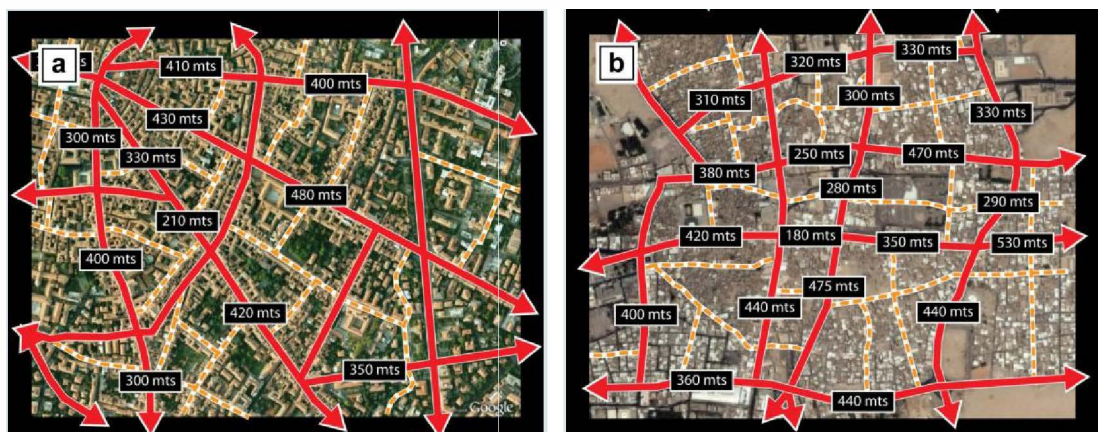 a
410 mts
400 mts
430 mts
300 mts
330 mts
480 mts
210 mts
400 mts
420 mts
350 mts
300 mts
Google
b
330 mts
320 mts
310 mts
300 mts
330 mts
250 mts
470 mts
380 mts
280 mts
290 mts
420 mts
180 mts
350 mts
530 mts
475 mts
440 mts
400 mts
440 mts
360 mts
440 mts